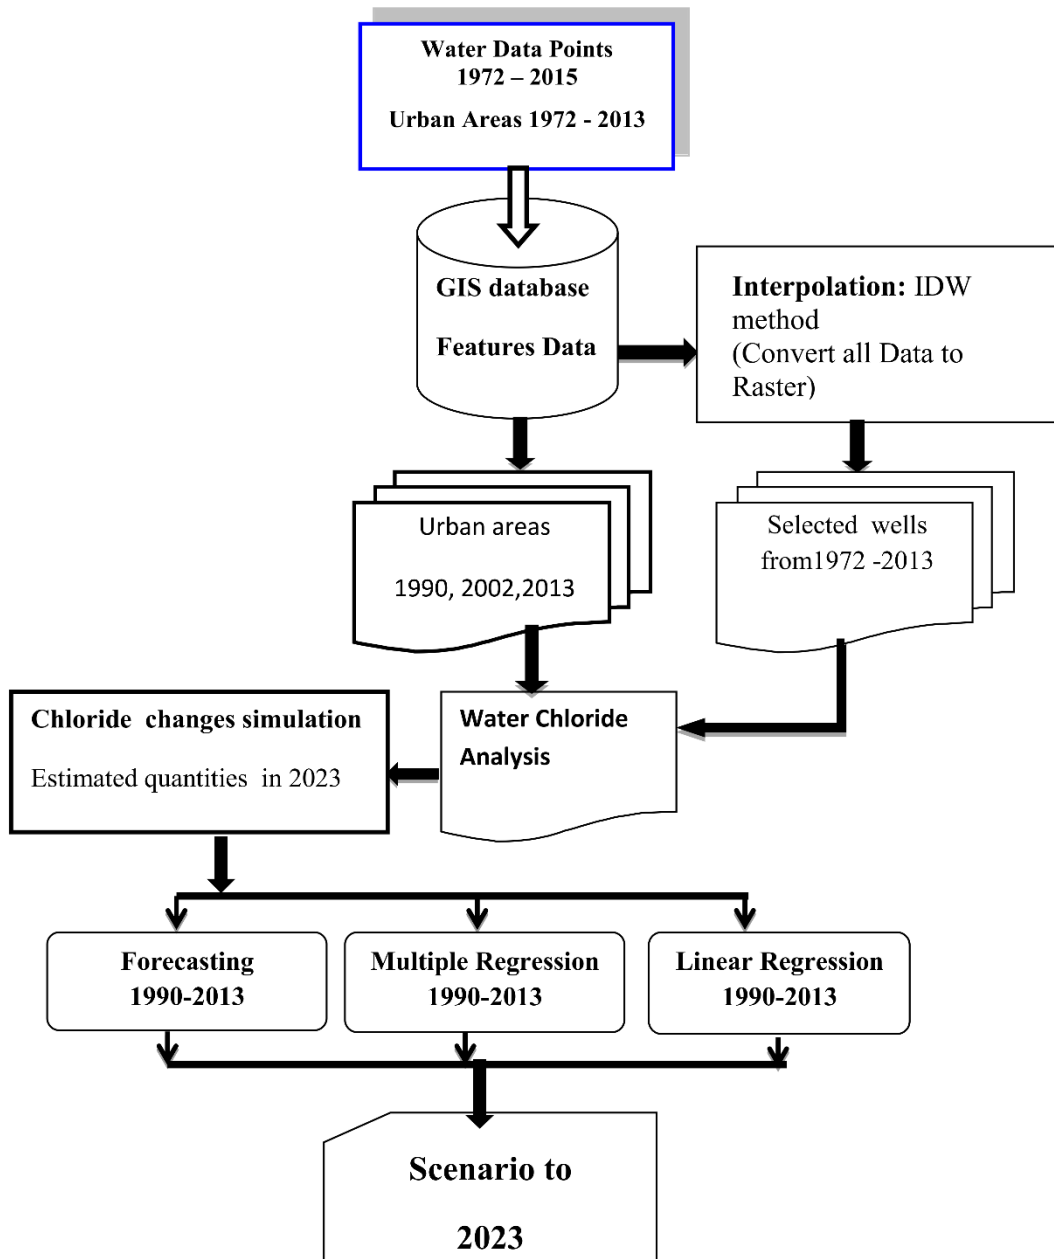 Water Data Points
1972 – 2015
Urban Areas 1972 - 2013
GIS database
Features Data
Interpolation: IDW
method
(Convert all Data to
Raster)
Urban areas
1990, 2002,2013
Selected wells
from1972 -2013
Water Chloride
Analysis
Chloride changes simulation
Estimated quantities in 2023
Forecasting
1990-2013
Multiple Regression
1990-2013
Linear Regression
1990-2013
Scenario to
2023